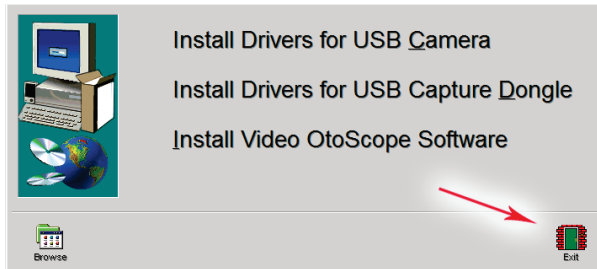 Install Drivers for USB Camera
Install Drivers for USB Capture Dongle
Install Video OtoScope Software
Browse
Exit